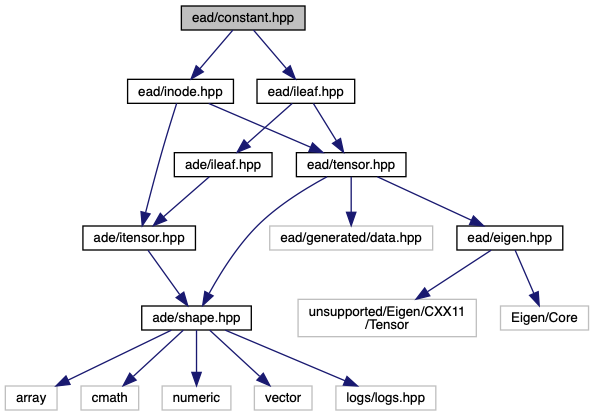 ead/constant.hpp
ead/inode.hpp
ead/ileaf.hpp
ade/ileaf.hpp
ead/tensor.hpp
ade/itensor.hpp
ead/generated/data.hpp
ead/eigen.hpp
ade/shape.hpp
unsupported/Eigen/CXX11
/Tensor
Eigen/Core
array
cmath
numeric
vector
logs/logs.hpp